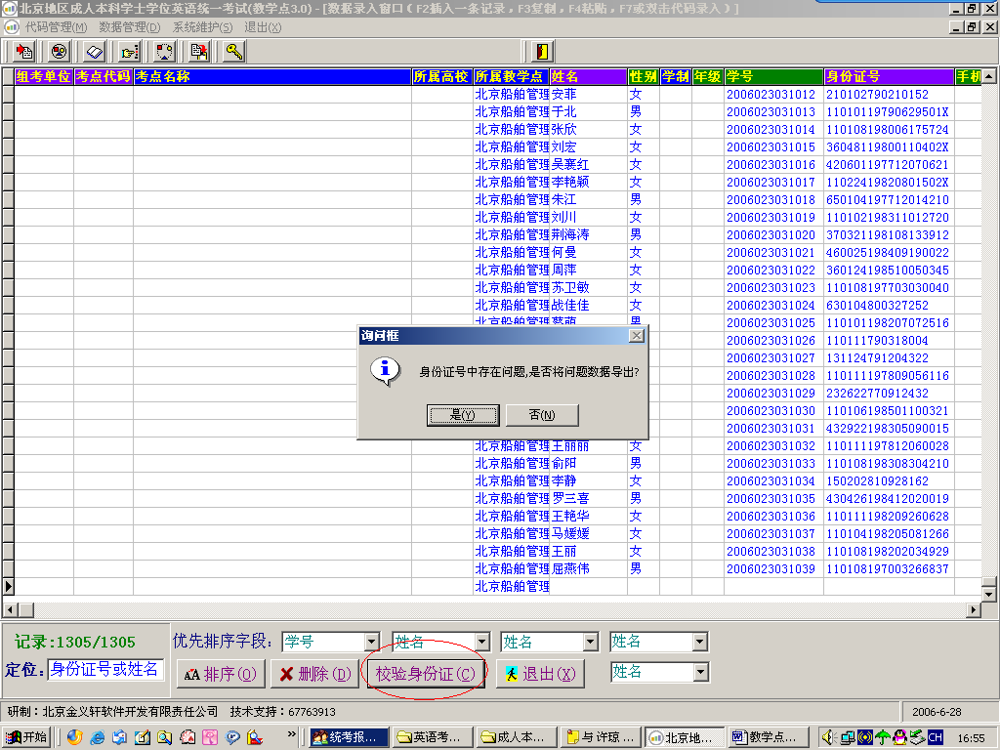 北京地区成人本科学士学位英语统一考试(教学点3.0) - [数据录入窗口 ( F2插入一条记录, F3复制, F4粘贴, F7或双击代码录入 ) ]
代码管理(M) 数据管理(D) 系统维护(S) 退出(X)
组考单位 考点代码 考点名称 所属高校 所属教学点 姓名 性别 学制 年级 学号 身份证号 手机
北京船舶管理 安菲 女 2006023031012 210102790210152
北京船舶管理 于北 男 2006023031013 11010119790629501X
北京船舶管理 张欣 女 2006023031014 110108198006175724
北京船舶管理 刘宏 女 2006023031015 36048119800110402X
北京船舶管理 吴襄红 女 2006023031016 420601197712070621
北京船舶管理 李艳颖 女 2006023031017 11022419820801502X
北京船舶管理 朱江 男 2006023031018 650104197712014210
北京船舶管理 刘川 女 2006023031019 110102198311012720
北京船舶管理 荆海涛 男 2006023031020 370321198108133912
北京船舶管理 何曼 女 2006023031021 460025198409190022
北京船舶管理 周萍 女 2006023031022 360124198510050345
北京船舶管理 苏卫敏 女 2006023031023 110108197703030040
北京船舶管理 战佳佳 女 2006023031024 630104800327252
北京船舶管理 蔡萌 男 2006023031025 110101198207072516
2006023031026 110111790318004
2006023031027 131124791204322
2006023031028 110111197809056116
2006023031029 232622770912432
2006023031030 110106198501100321
2006023031031 432922198305090015
北京船舶管理 王丽丽 女 2006023031032 110111197812060028
北京船舶管理 俞阳 男 2006023031033 110108198308304210
北京船舶管理 李静 女 2006023031034 150202810928162
北京船舶管理 罗三喜 男 2006023031035 430426198412020019
北京船舶管理 王艳华 女 2006023031036 110111198209260628
北京船舶管理 马媛媛 女 2006023031037 110104198205081266
北京船舶管理 王丽 女 2006023031038 110108198202034929
北京船舶管理 屈燕伟 男 2006023031039 110108197003266837
北京船舶管理
询问框
身份证号中存在问题,是否将问题数据导出?
是(Y) 否(N)
记录:1305/1305 优先排序字段: 学号 姓名 姓名 姓名
定位: 身份证号或姓名 排序(O) 删除(D) 校验身份证(C) 退出(X) 姓名
研制：北京金义轩软件开发有限责任公司 技术支持：67763913 2006-6-28
开始 统考报... 英语考... 成人本... 与 许琼 ... 北京地... 教学点... CH 16:55